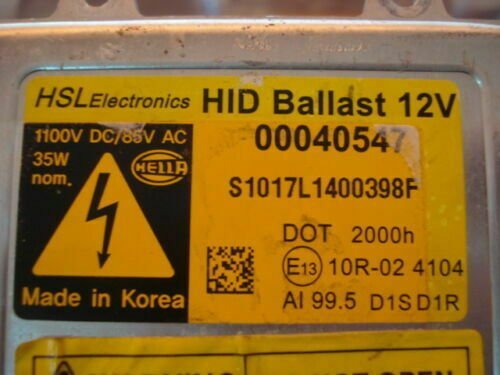 HSL Electronics HID Ballast 12V
1100V DC/85V AC 00040547
35W
nom.
HELLA
S1017L1400398F
DOT 2000h
E13 10R-02 4104
Made in Korea AI 99.5 D1S D1R